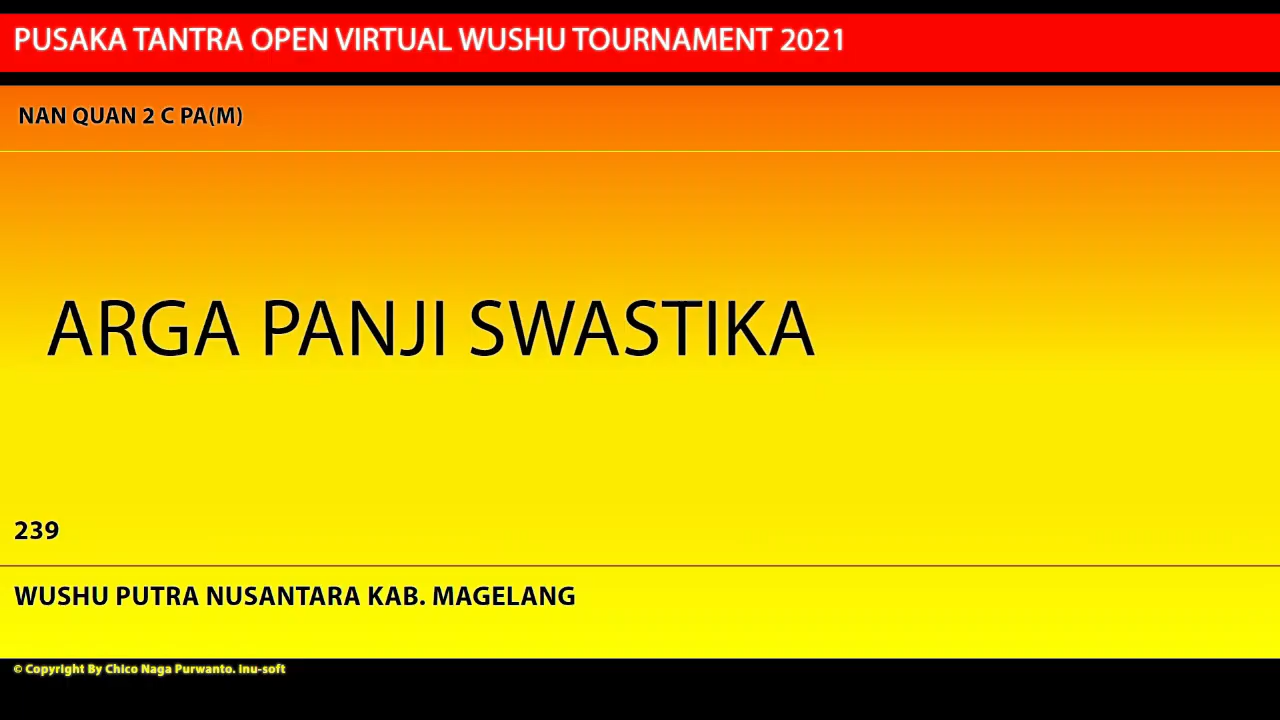 PUSAKA TANTRA OPEN VIRTUAL WUSHU TOURNAMENT 2021
NAN QUAN 2 C PA(M)
ARGA PANJI SWASTIKA
239
WUSHU PUTRA NUSANTARA KAB. MAGELANG
© Copyright By Chico Naga Purwanto. inu-soft